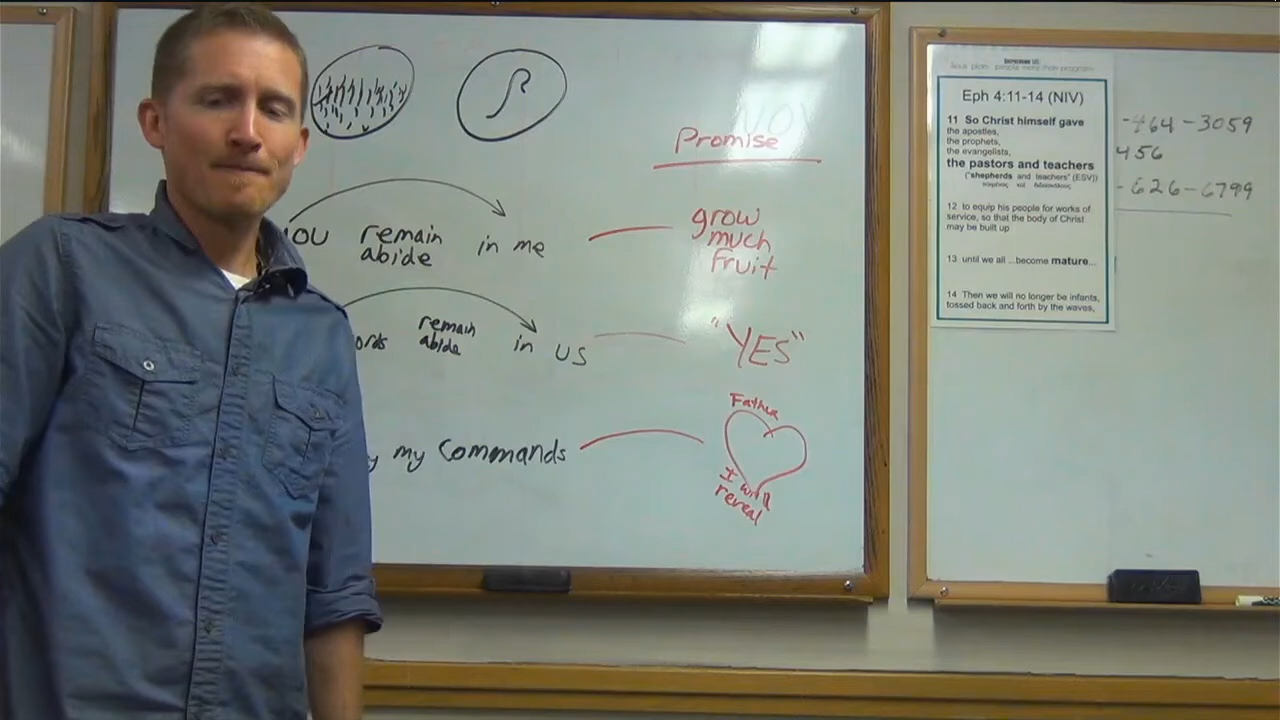 Promise
YOU remain in me
abide
grow
much
fruit
ords remain in US
abide
"YES"
y my commands
Father
I will
reveal
Eph 4:11-14 (NIV)
11 So Christ himself gave
the apostles,
the prophets,
the evangelists,
the pastors and teachers
("shepherds and teachers" (ESV))
12 to equip his people for works of
service, so that the body of Christ
may be built up
13 until we all ...become mature...
14 Then we will no longer be infants,
tossed back and forth by the waves,
-464-3059
456
-626-6799